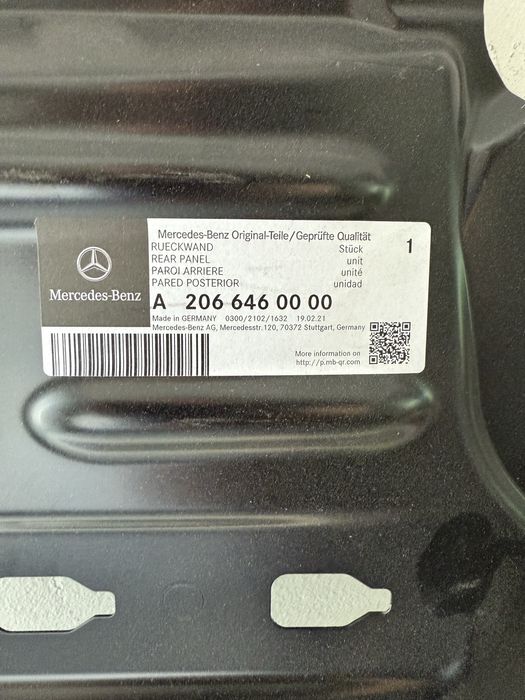 Mercedes-Benz Original-Teile/Geprüfte Qualität
RUECKWAND Stück 1
REAR PANEL unit
PAROI ARRIERE unité
PARED POSTERIOR unidad
Mercedes-Benz
A 206 646 00 00
Made in GERMANY 0300/2102/1632 19.02.21
Mercedes-Benz AG, Mercedesstr.120, 70372 Stuttgart, Germany
More information on
http://p.mb-qr.com